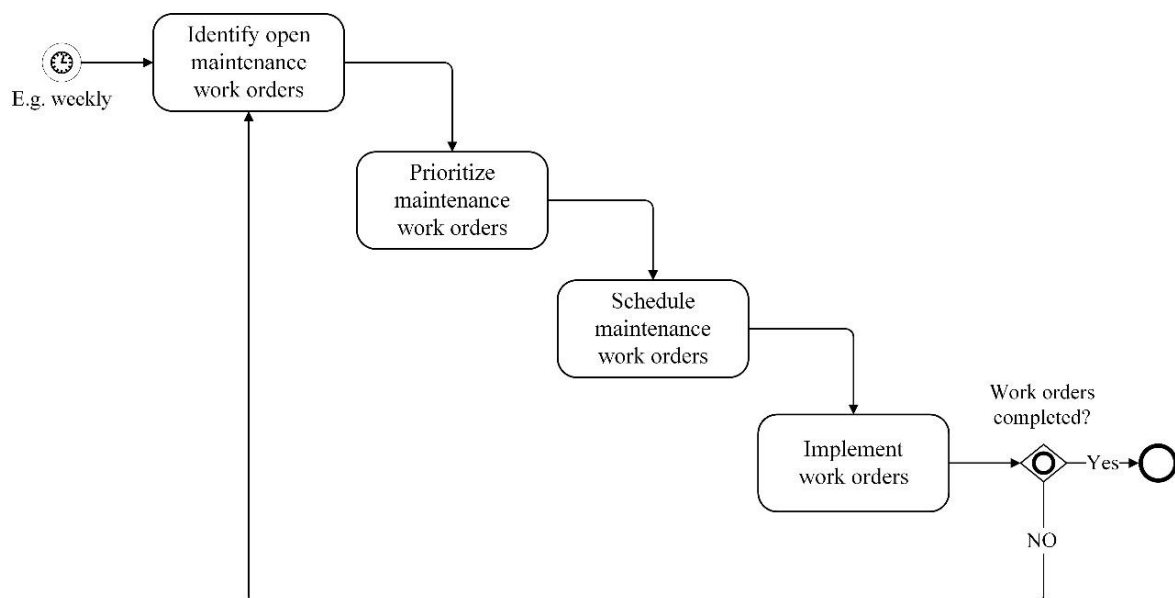 Identify open
maintenance
work orders
E.g. weekly
Prioritize
maintenance
work orders
Schedule
maintenance
work orders
Work orders
completed?
Implement
work orders
Yes
NO